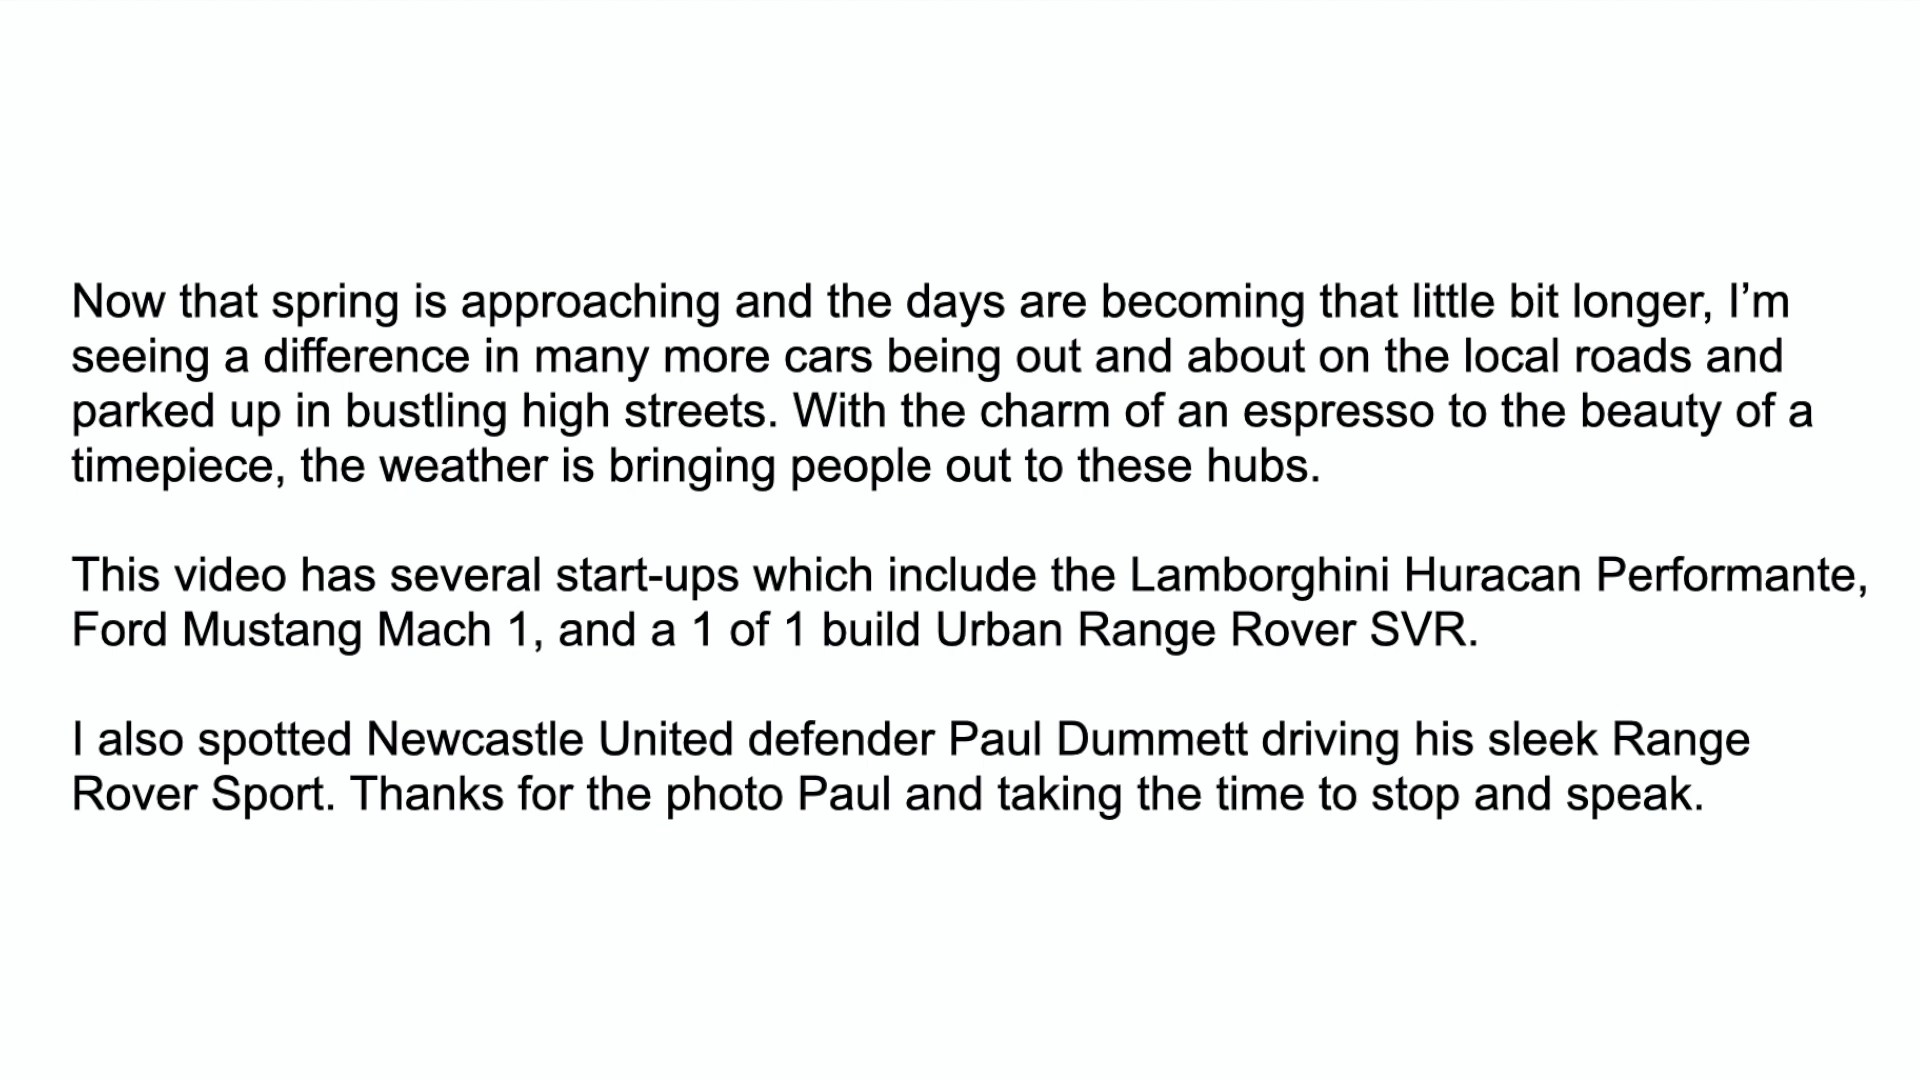 Now that spring is approaching and the days are becoming that little bit longer, I’m
seeing a difference in many more cars being out and about on the local roads and
parked up in bustling high streets. With the charm of an espresso to the beauty of a
timepiece, the weather is bringing people out to these hubs.
This video has several start-ups which include the Lamborghini Huracan Performante,
Ford Mustang Mach 1, and a 1 of 1 build Urban Range Rover SVR.
I also spotted Newcastle United defender Paul Dummett driving his sleek Range
Rover Sport. Thanks for the photo Paul and taking the time to stop and speak.